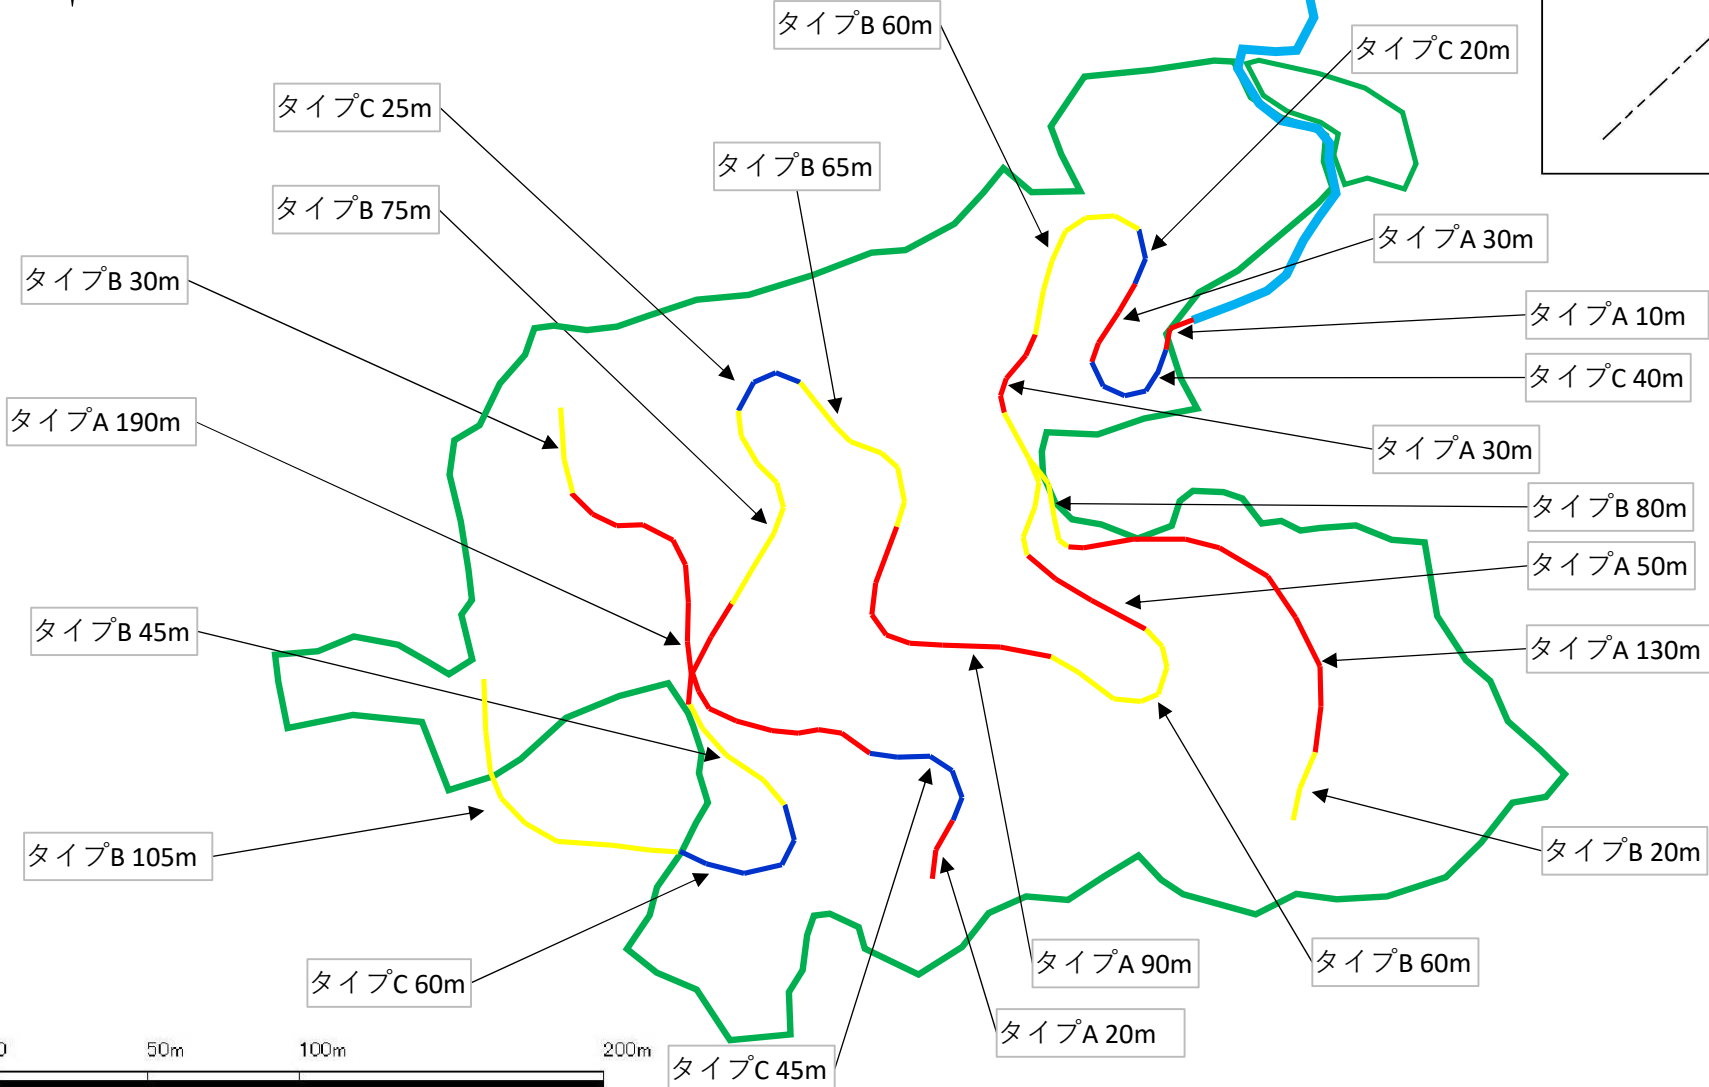 タイプB 60m
タイプC 20m
タイプC 25m
タイプB 65m
タイプB 75m
タイプA 30m
タイプB 30m
タイプA 10m
タイプC 40m
タイプA 190m
タイプA 30m
タイプB 80m
タイプA 50m
タイプB 45m
タイプA 130m
タイプB 105m
タイプB 20m
タイプA 90m
タイプB 60m
タイプC 60m
タイプA 20m
タイプC 45m
0 50m 100m 200m